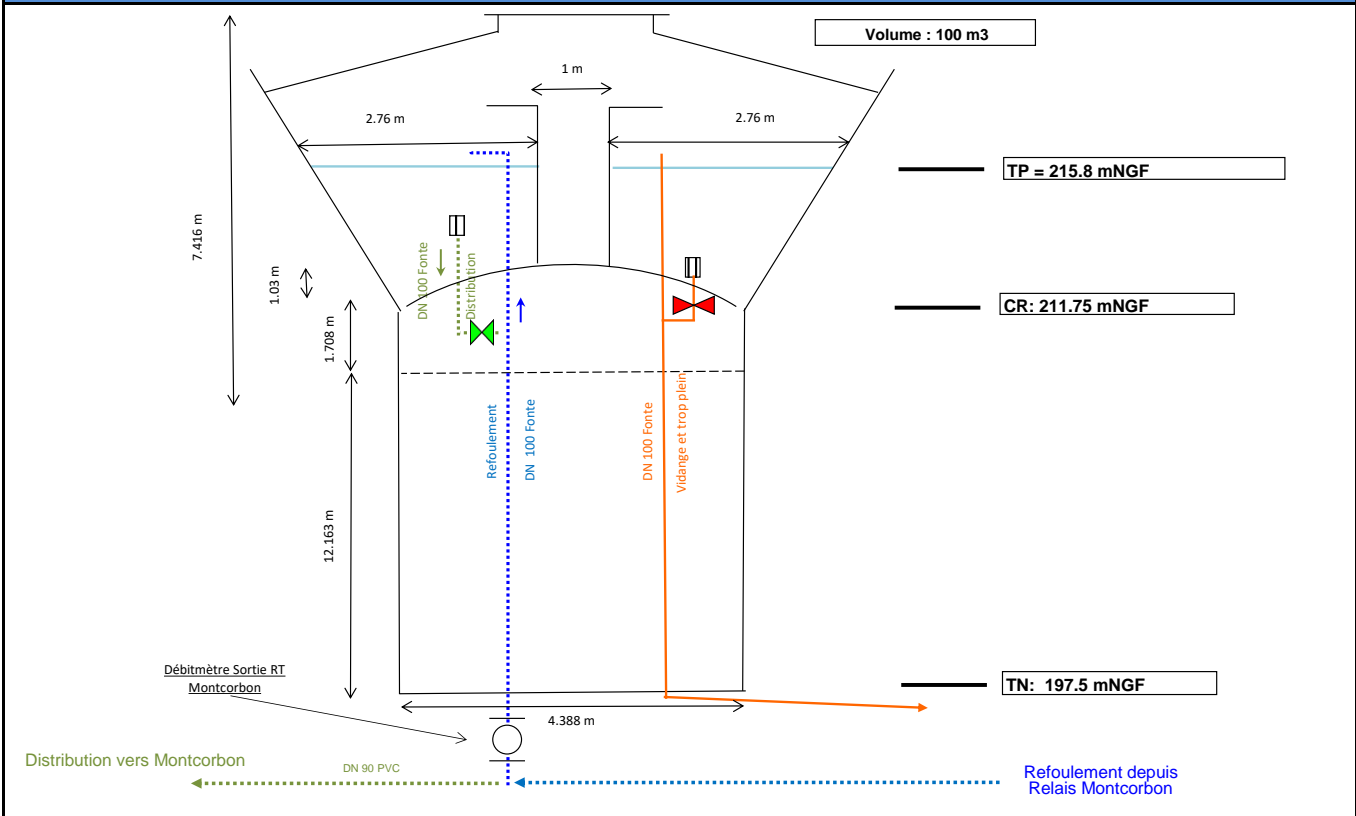 Volume : 100 m3
1 m
2.76 m
2.76 m
TP = 215.8 mNGF
7.416 m
DN 100 Fonte
Distribution
1.03 m
CR: 211.75 mNGF
1.708 m
Refoulement
DN 100 Fonte
DN 100 Fonte
Vidange et trop plein
12.163 m
Débitmètre Sortie RT
Montcorbon
TN: 197.5 mNGF
4.388 m
Distribution vers Montcorbon
DN 90 PVC
Refoulement depuis
Relais Montcorbon